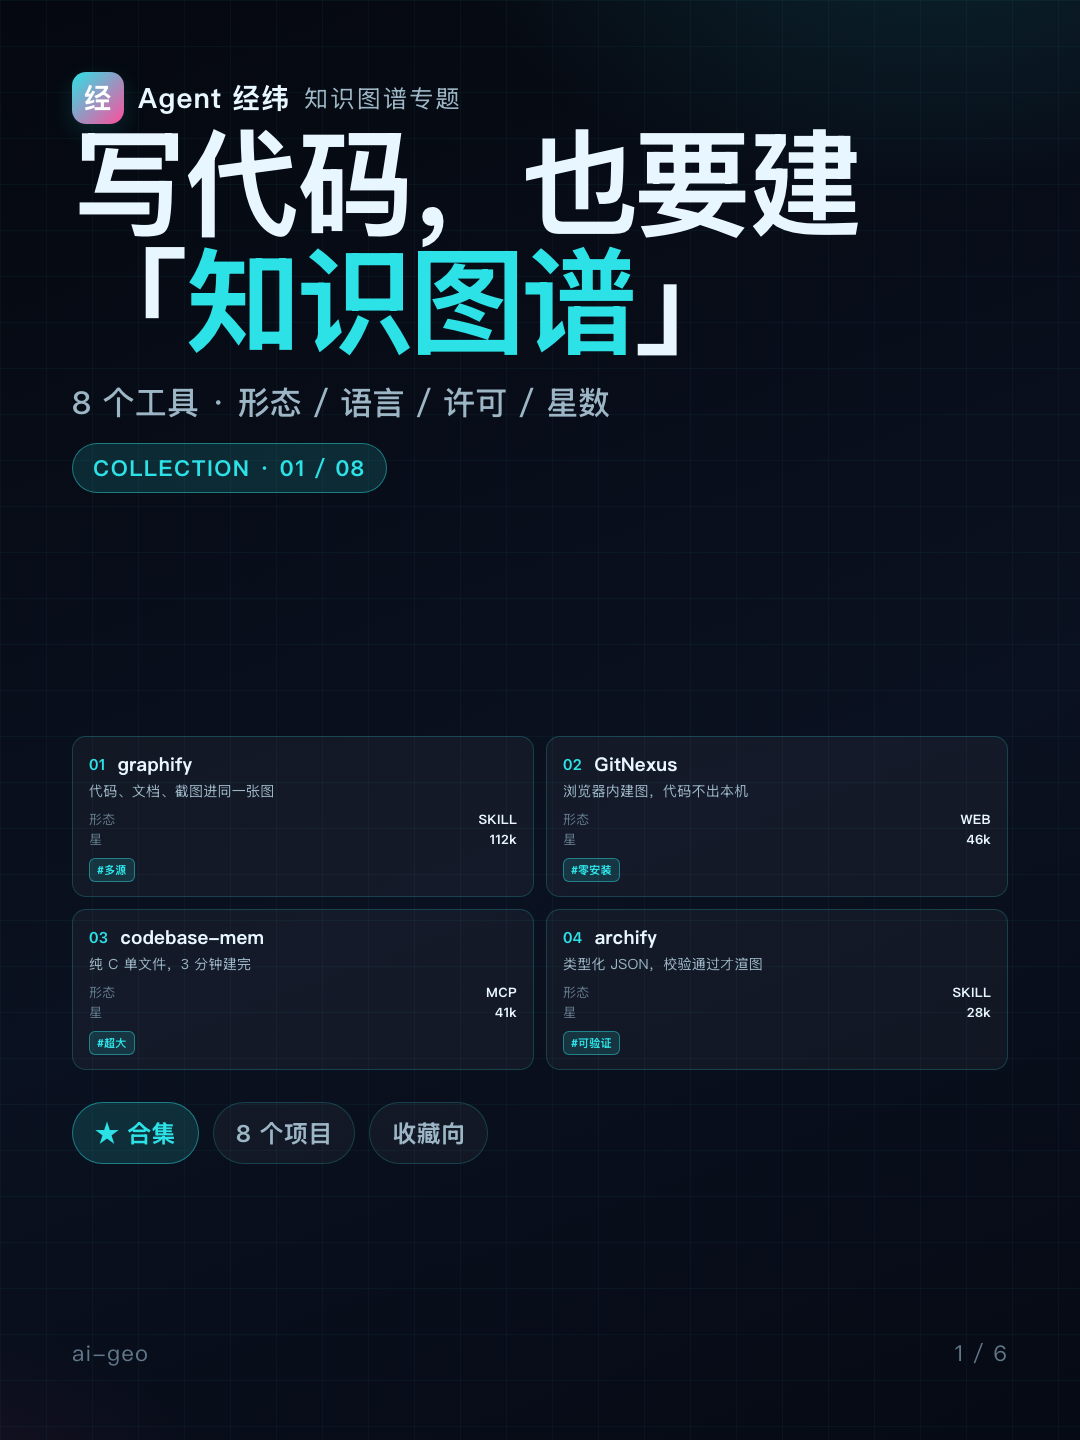 经 Agent 经纬 知识图谱专题
写代码，也要建
「知识图谱」
8 个工具 · 形态 / 语言 / 许可 / 星数
COLLECTION · 01 / 08
01 graphify
代码、文档、截图进同一张图
形态 SKILL
星 112k
#多源
02 GitNexus
浏览器内建图，代码不出本机
形态 WEB
星 46k
#零安装
03 codebase-mem
纯 C 单文件，3 分钟建完
形态 MCP
星 41k
#超大
04 archify
类型化 JSON，校验通过才渲图
形态 SKILL
星 28k
#可验证
★ 合集 8 个项目 收藏向
ai-geo 1 / 6